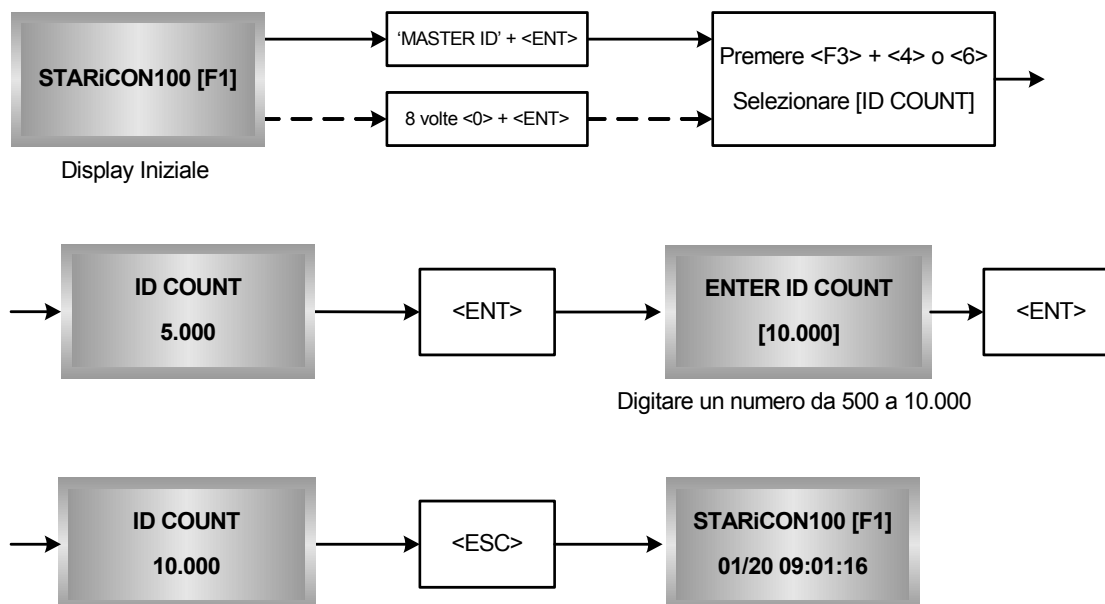 STARiCON100 [F1]
Display Iniziale
‘MASTER ID’ + <ENT>
8 volte <0> + <ENT>
Premere <F3> + <4> o <6>
Selezionare [ID COUNT]
ID COUNT
5.000
<ENT>
ENTER ID COUNT
[10.000]
Digitare un numero da 500 a 10.000
<ENT>
ID COUNT
10.000
<ESC>
STARiCON100 [F1]
01/20 09:01:16